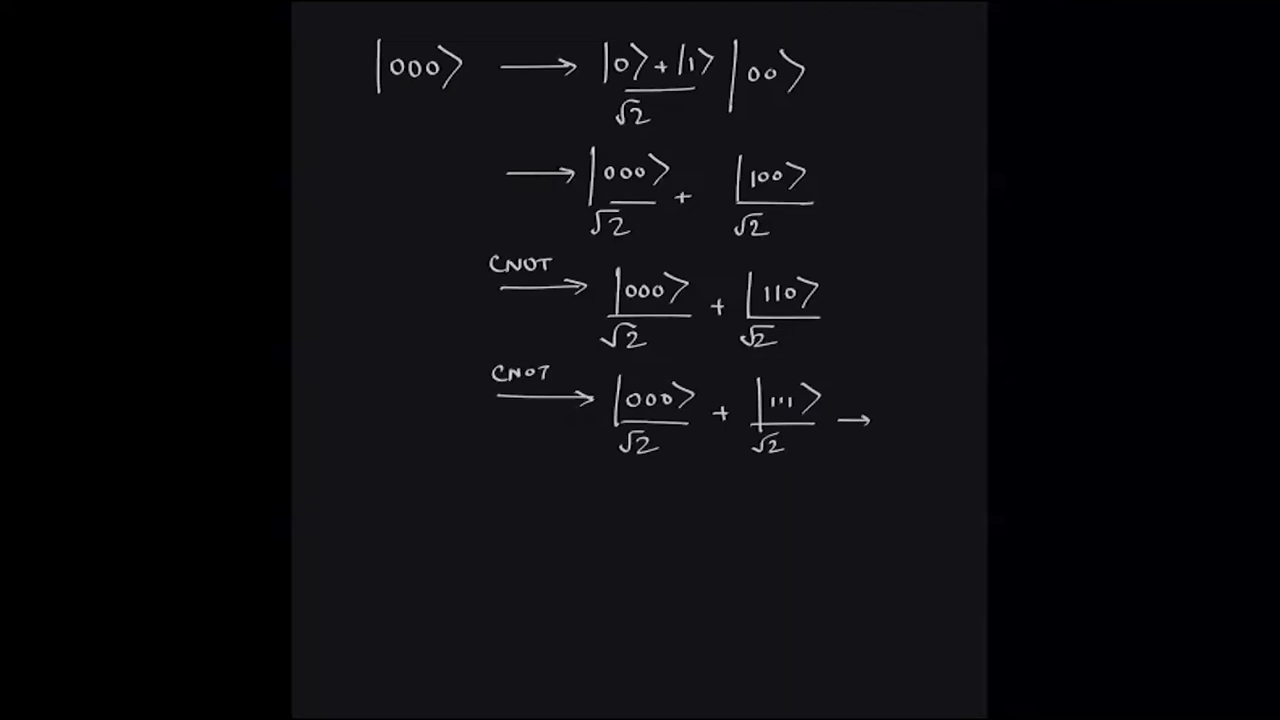 |000⟩ → |0⟩ + |1⟩ |00⟩
√2
→ |000⟩ + |100⟩
√2 √2
CNOT
→ |000⟩ + |110⟩
√2 √2
CNOT
→ |000⟩ + |111⟩ →
√2 √2